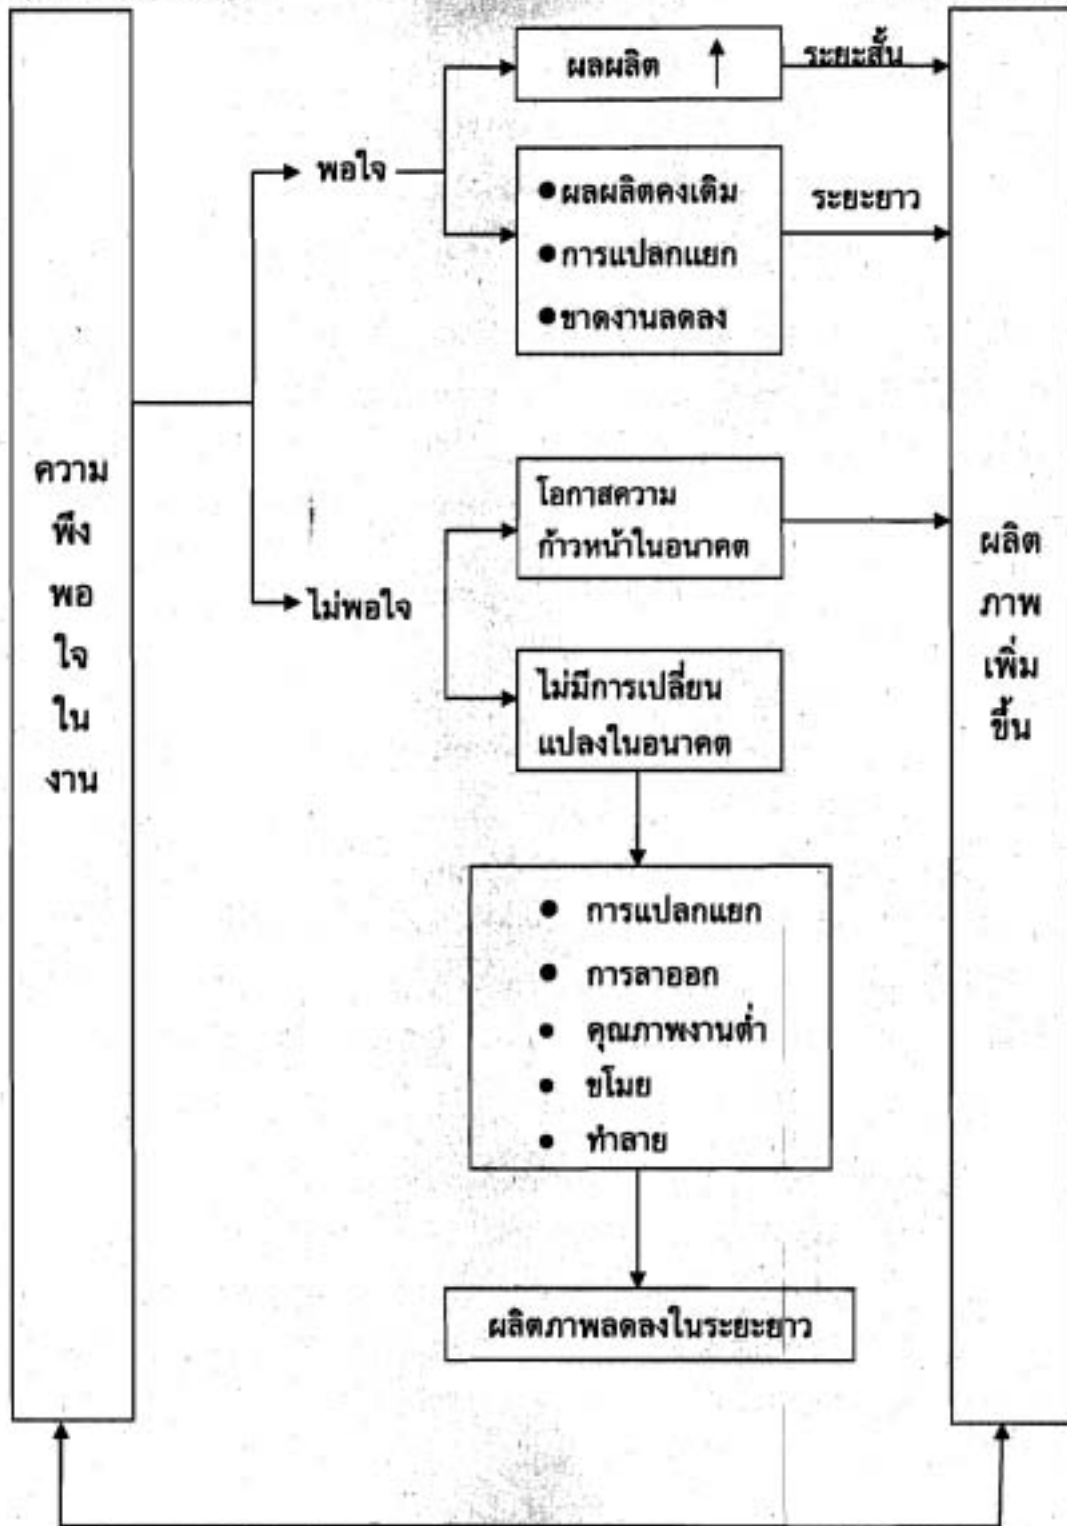 ความ
พึง
พอ
ใจ
ใน
งาน
พอใจ
ไม่พอใจ
ผลผลิต ↑
ระยะสั้น
●ผลผลิตคงเดิม
●การแปลกแยก
●ขาดงานลดลง
ระยะยาว
โอกาสความ
ก้าวหน้าในอนาคต
ไม่มีการเปลี่ยน
แปลงในอนาคต
● การแปลกแยก
● การลาออก
● คุณภาพงานต่ำ
● ขโมย
● ทำลาย
ผลิตภาพลดลงในระยะยาว
ผลิต
ภาพ
เพิ่ม
ขึ้น